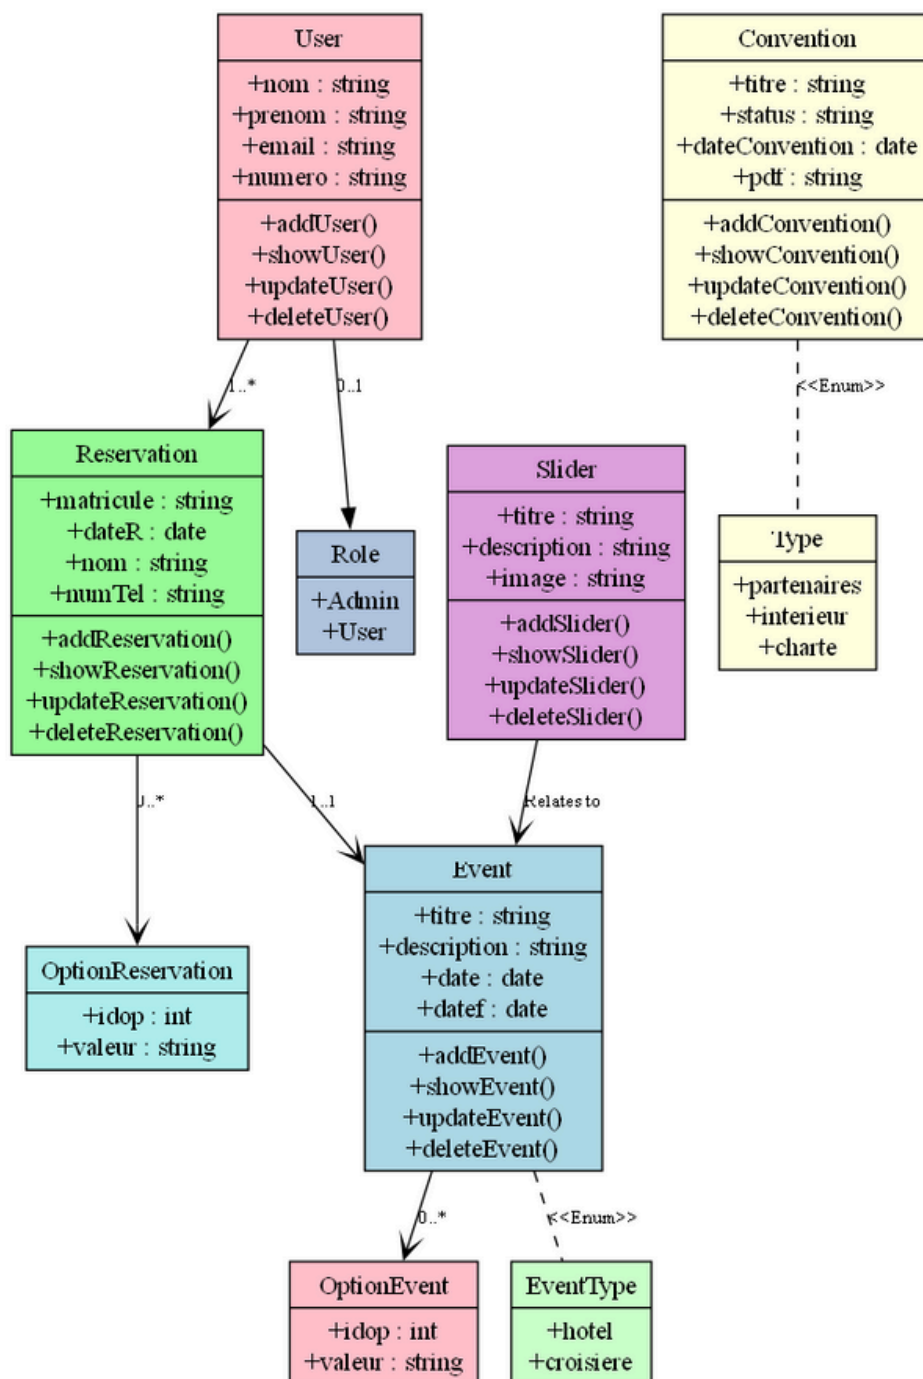 User
+nom : string
+prenom : string
+email : string
+numero : string
+addUser()
+showUser()
+updateUser()
+deleteUser()
Convention
+titre : string
+status : string
+dateConvention : date
+pdf : string
+addConvention()
+showConvention()
+updateConvention()
+deleteConvention()
1..*
0..1
<<Enum>>
Reservation
+matricule : string
+dateR : date
+nom : string
+numTel : string
+addReservation()
+showReservation()
+updateReservation()
+deleteReservation()
Role
+Admin
+User
Slider
+titre : string
+description : string
+image : string
+addSlider()
+showSlider()
+updateSlider()
+deleteSlider()
Type
+partenaires
+interieur
+charte
0..*
1..1
Relates to
Event
+titre : string
+description : string
+date : date
+datef : date
+addEvent()
+showEvent()
+updateEvent()
+deleteEvent()
OptionReservation
+idop : int
+valeur : string
0..*
<<Enum>>
OptionEvent
+idop : int
+valeur : string
EventType
+hotel
+croisiere